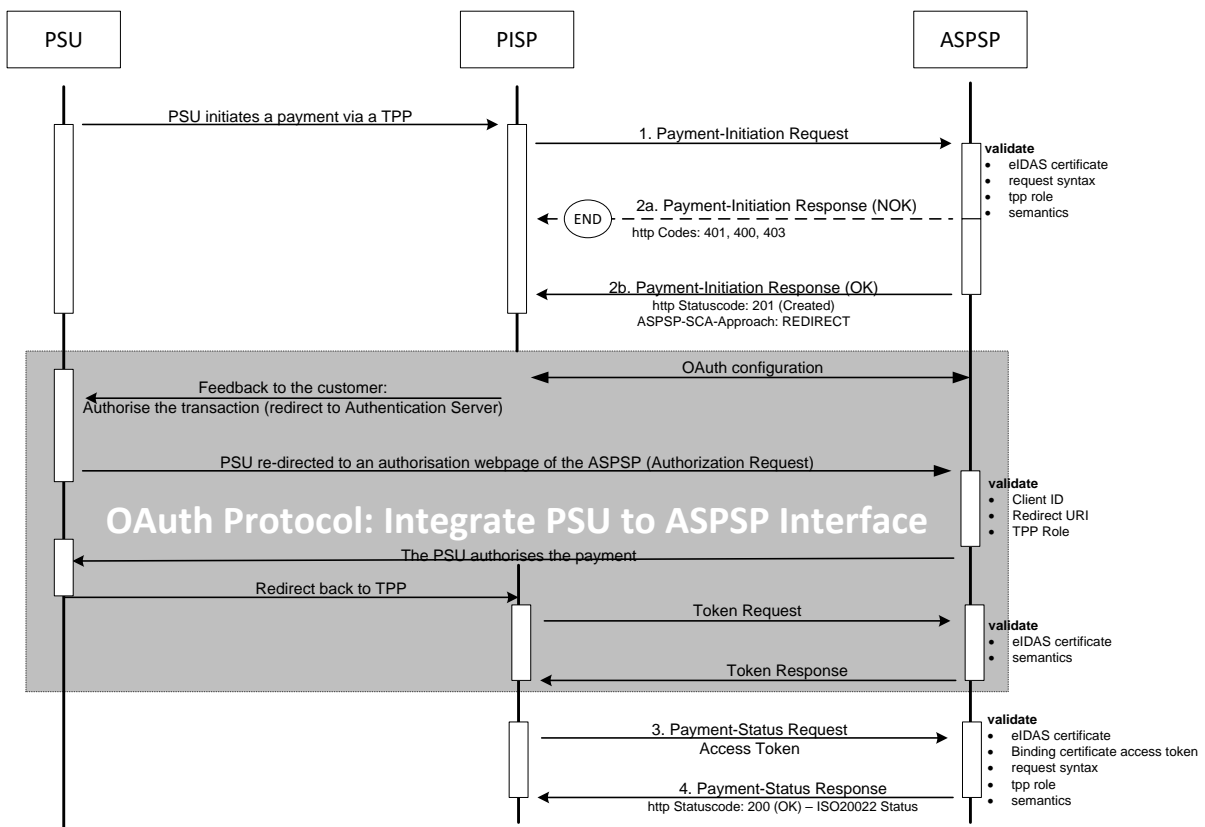 PSU
PISP
ASPSP
PSU initiates a payment via a TPP
1. Payment-Initiation Request
validate
• eIDAS certificate
• request syntax
• tpp role
• semantics
2a. Payment-Initiation Response (NOK)
END
http Codes: 401, 400, 403
2b. Payment-Initiation Response (OK)
http Statuscode: 201 (Created)
ASPSP-SCA-Approach: REDIRECT
OAuth configuration
Feedback to the customer:
Authorise the transaction (redirect to Authentication Server)
PSU re-directed to an authorisation webpage of the ASPSP (Authorization Request)
validate
• Client ID
• Redirect URI
• TPP Role
OAuth Protocol: Integrate PSU to ASPSP Interface
The PSU authorises the payment
Redirect back to TPP
Token Request
validate
• eIDAS certificate
• semantics
Token Response
3. Payment-Status Request
Access Token
validate
• eIDAS certificate
• Binding certificate access token
• request syntax
• tpp role
• semantics
4. Payment-Status Response
http Statuscode: 200 (OK) – ISO20022 Status